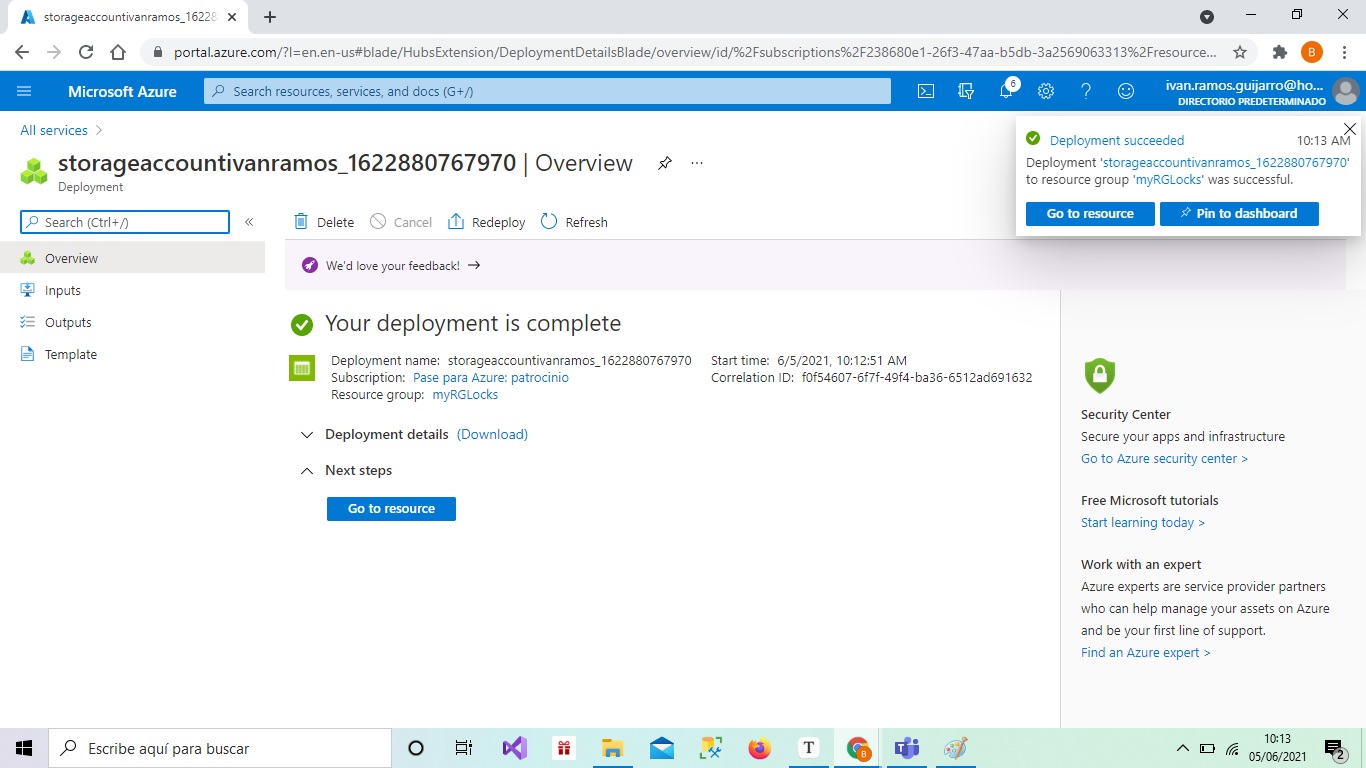 storageaccountivanramos_1622
portal.azure.com/?l=en.en-us#blade/HubsExtension/DeploymentDetailsBlade/overview/id/%2Fsubscriptions%2F238680e1-26f3-47aa-b5db-3a2569063313%2Fresource...
B
Microsoft Azure
Search resources, services, and docs (G+/)
6
ivan.ramos.guijarro@ho...
DIRECTORIO PREDETERMINADO
All services
storageaccountivanramos_1622880767970 | Overview
Deployment
Deployment succeeded 10:13 AM
Deployment 'storageaccountivanramos_1622880767970'
to resource group 'myRGLocks' was successful.
Go to resource
Pin to dashboard
Search (Ctrl+/)
Overview
Inputs
Outputs
Template
Delete Cancel Redeploy Refresh
We'd love your feedback!
Your deployment is complete
Deployment name: storageaccountivanramos_1622880767970
Subscription: Pase para Azure: patrocinio
Resource group: myRGLocks
Start time: 6/5/2021, 10:12:51 AM
Correlation ID: f0f54607-6f7f-49f4-ba36-6512ad691632
Deployment details (Download)
Next steps
Go to resource
Security Center
Secure your apps and infrastructure
Go to Azure security center >
Free Microsoft tutorials
Start learning today >
Work with an expert
Azure experts are service provider partners
who can help manage your assets on Azure
and be your first line of support.
Find an Azure expert >
Escribe aquí para buscar
T
B
10:13
05/06/2021
2